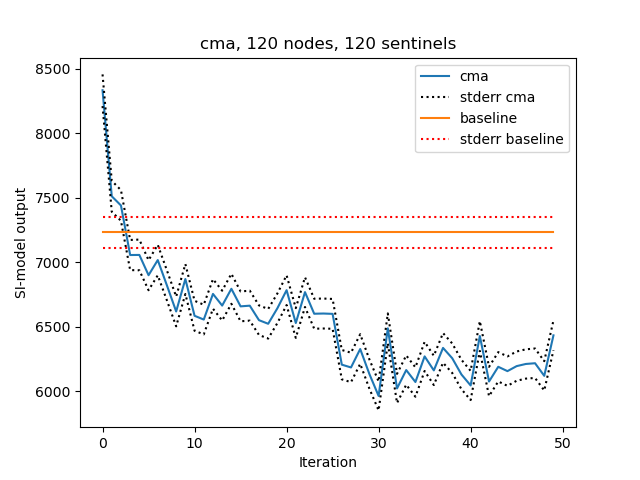 cma, 120 nodes, 120 sentinels
8500
8000
7500
7000
6500
6000
SI-model output
cma
stderr cma
baseline
stderr baseline
0
10
20
30
40
50
Iteration